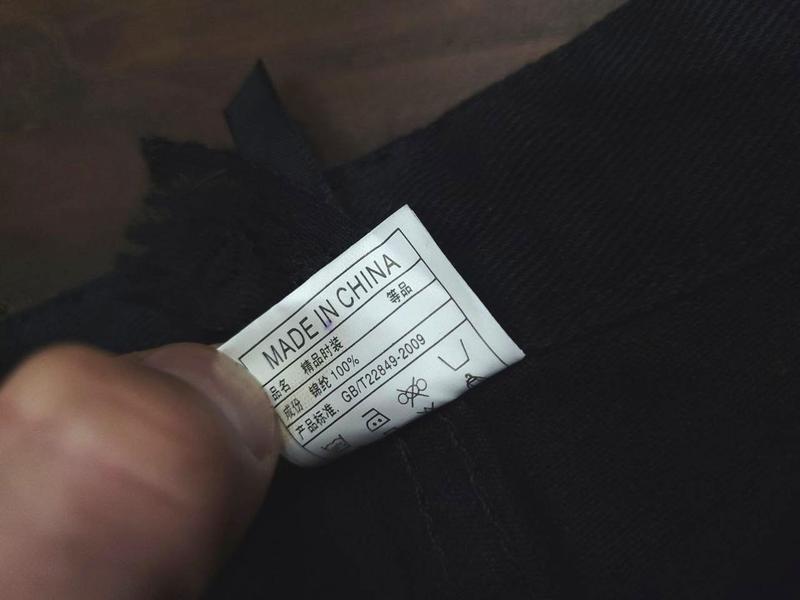 MADE IN CHINA
等品
品名 精品时装
成份 锦纶 100%
产品标准. GB/T22849-2009